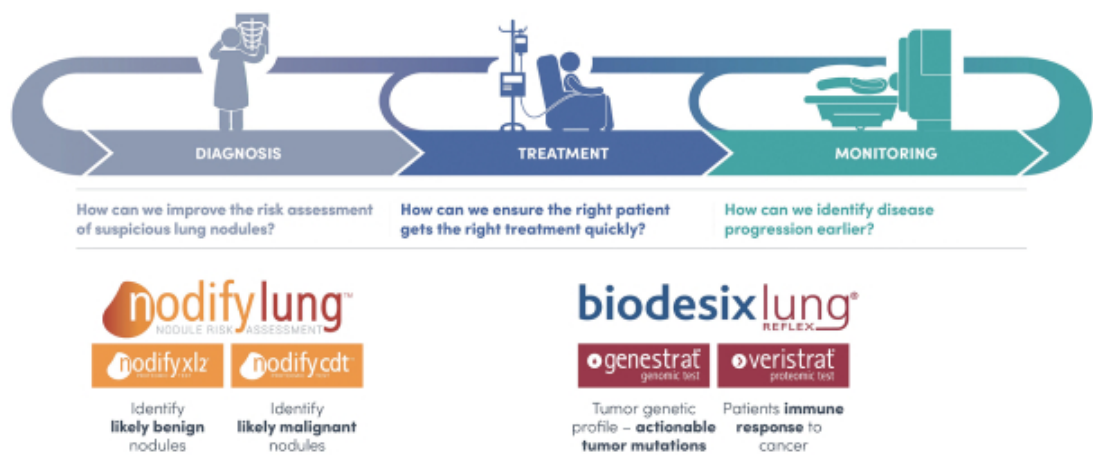 DIAGNOSIS
TREATMENT
MONITORING
How can we improve the risk assessment
of suspicious lung nodules?
How can we ensure the right patient
gets the right treatment quickly?
How can we identify disease
progression earlier?
nodifylung™
NODULE RISK ASSESSMENT
nodifyxl2®
nodifycdt™
Identify
likely benign
nodules
Identify
likely malignant
nodules
biodesixlung®
REFLEX
genestrat®
genomic test
veristrat®
proteomic test
Tumor genetic
profile – actionable
tumor mutations
Patients immune
response to
cancer